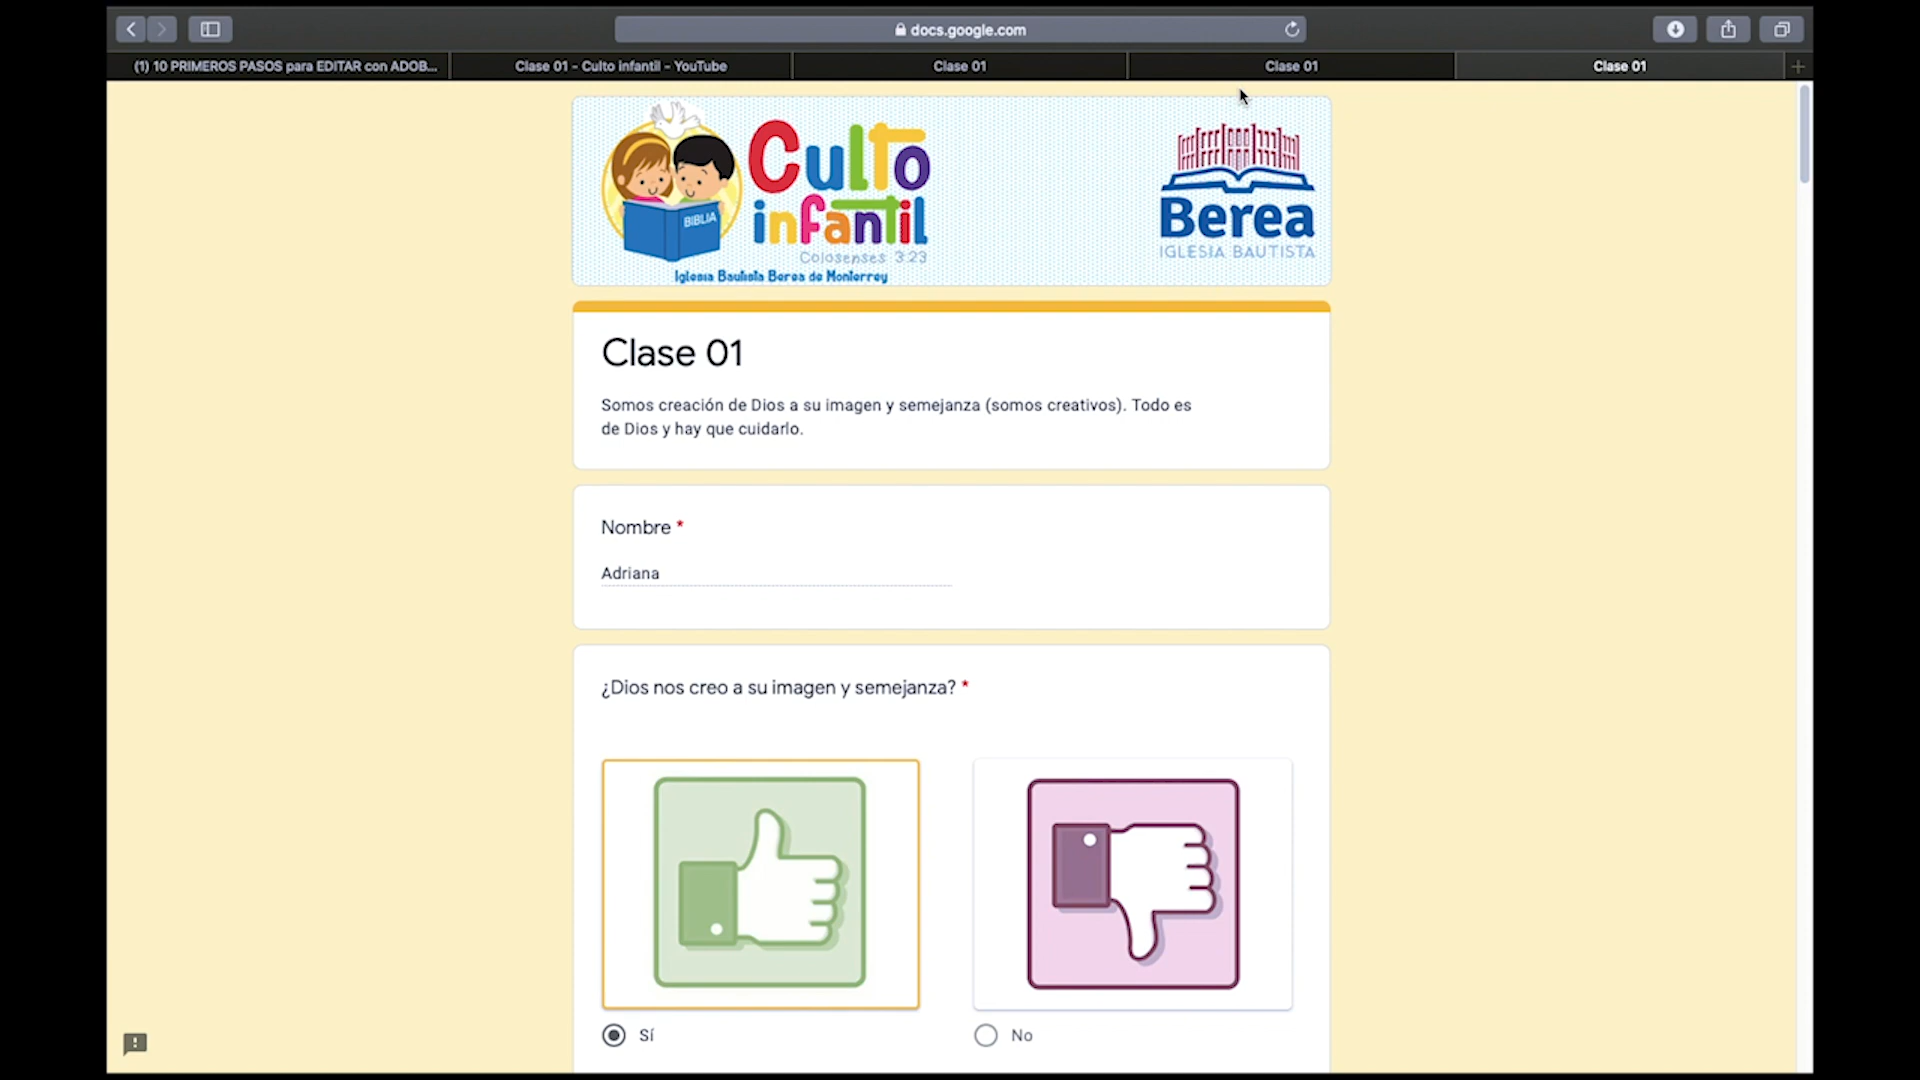 docs.google.com
(1) 10 PRIMEROS PASOS para EDITAR con ADOB...
Clase 01 - Culto infantil - YouTube
Clase 01
Clase 01
Clase 01
BIBLIA
Culto
infantil
Colosenses 3:23
Iglesia Bautista Berea de Monterrey
Berea
IGLESIA BAUTISTA
Clase 01
Somos creación de Dios a su imagen y semejanza (somos creativos). Todo es
de Dios y hay que cuidarlo.
Nombre *
Adriana
¿Dios nos creo a su imagen y semejanza? *
Sí
No